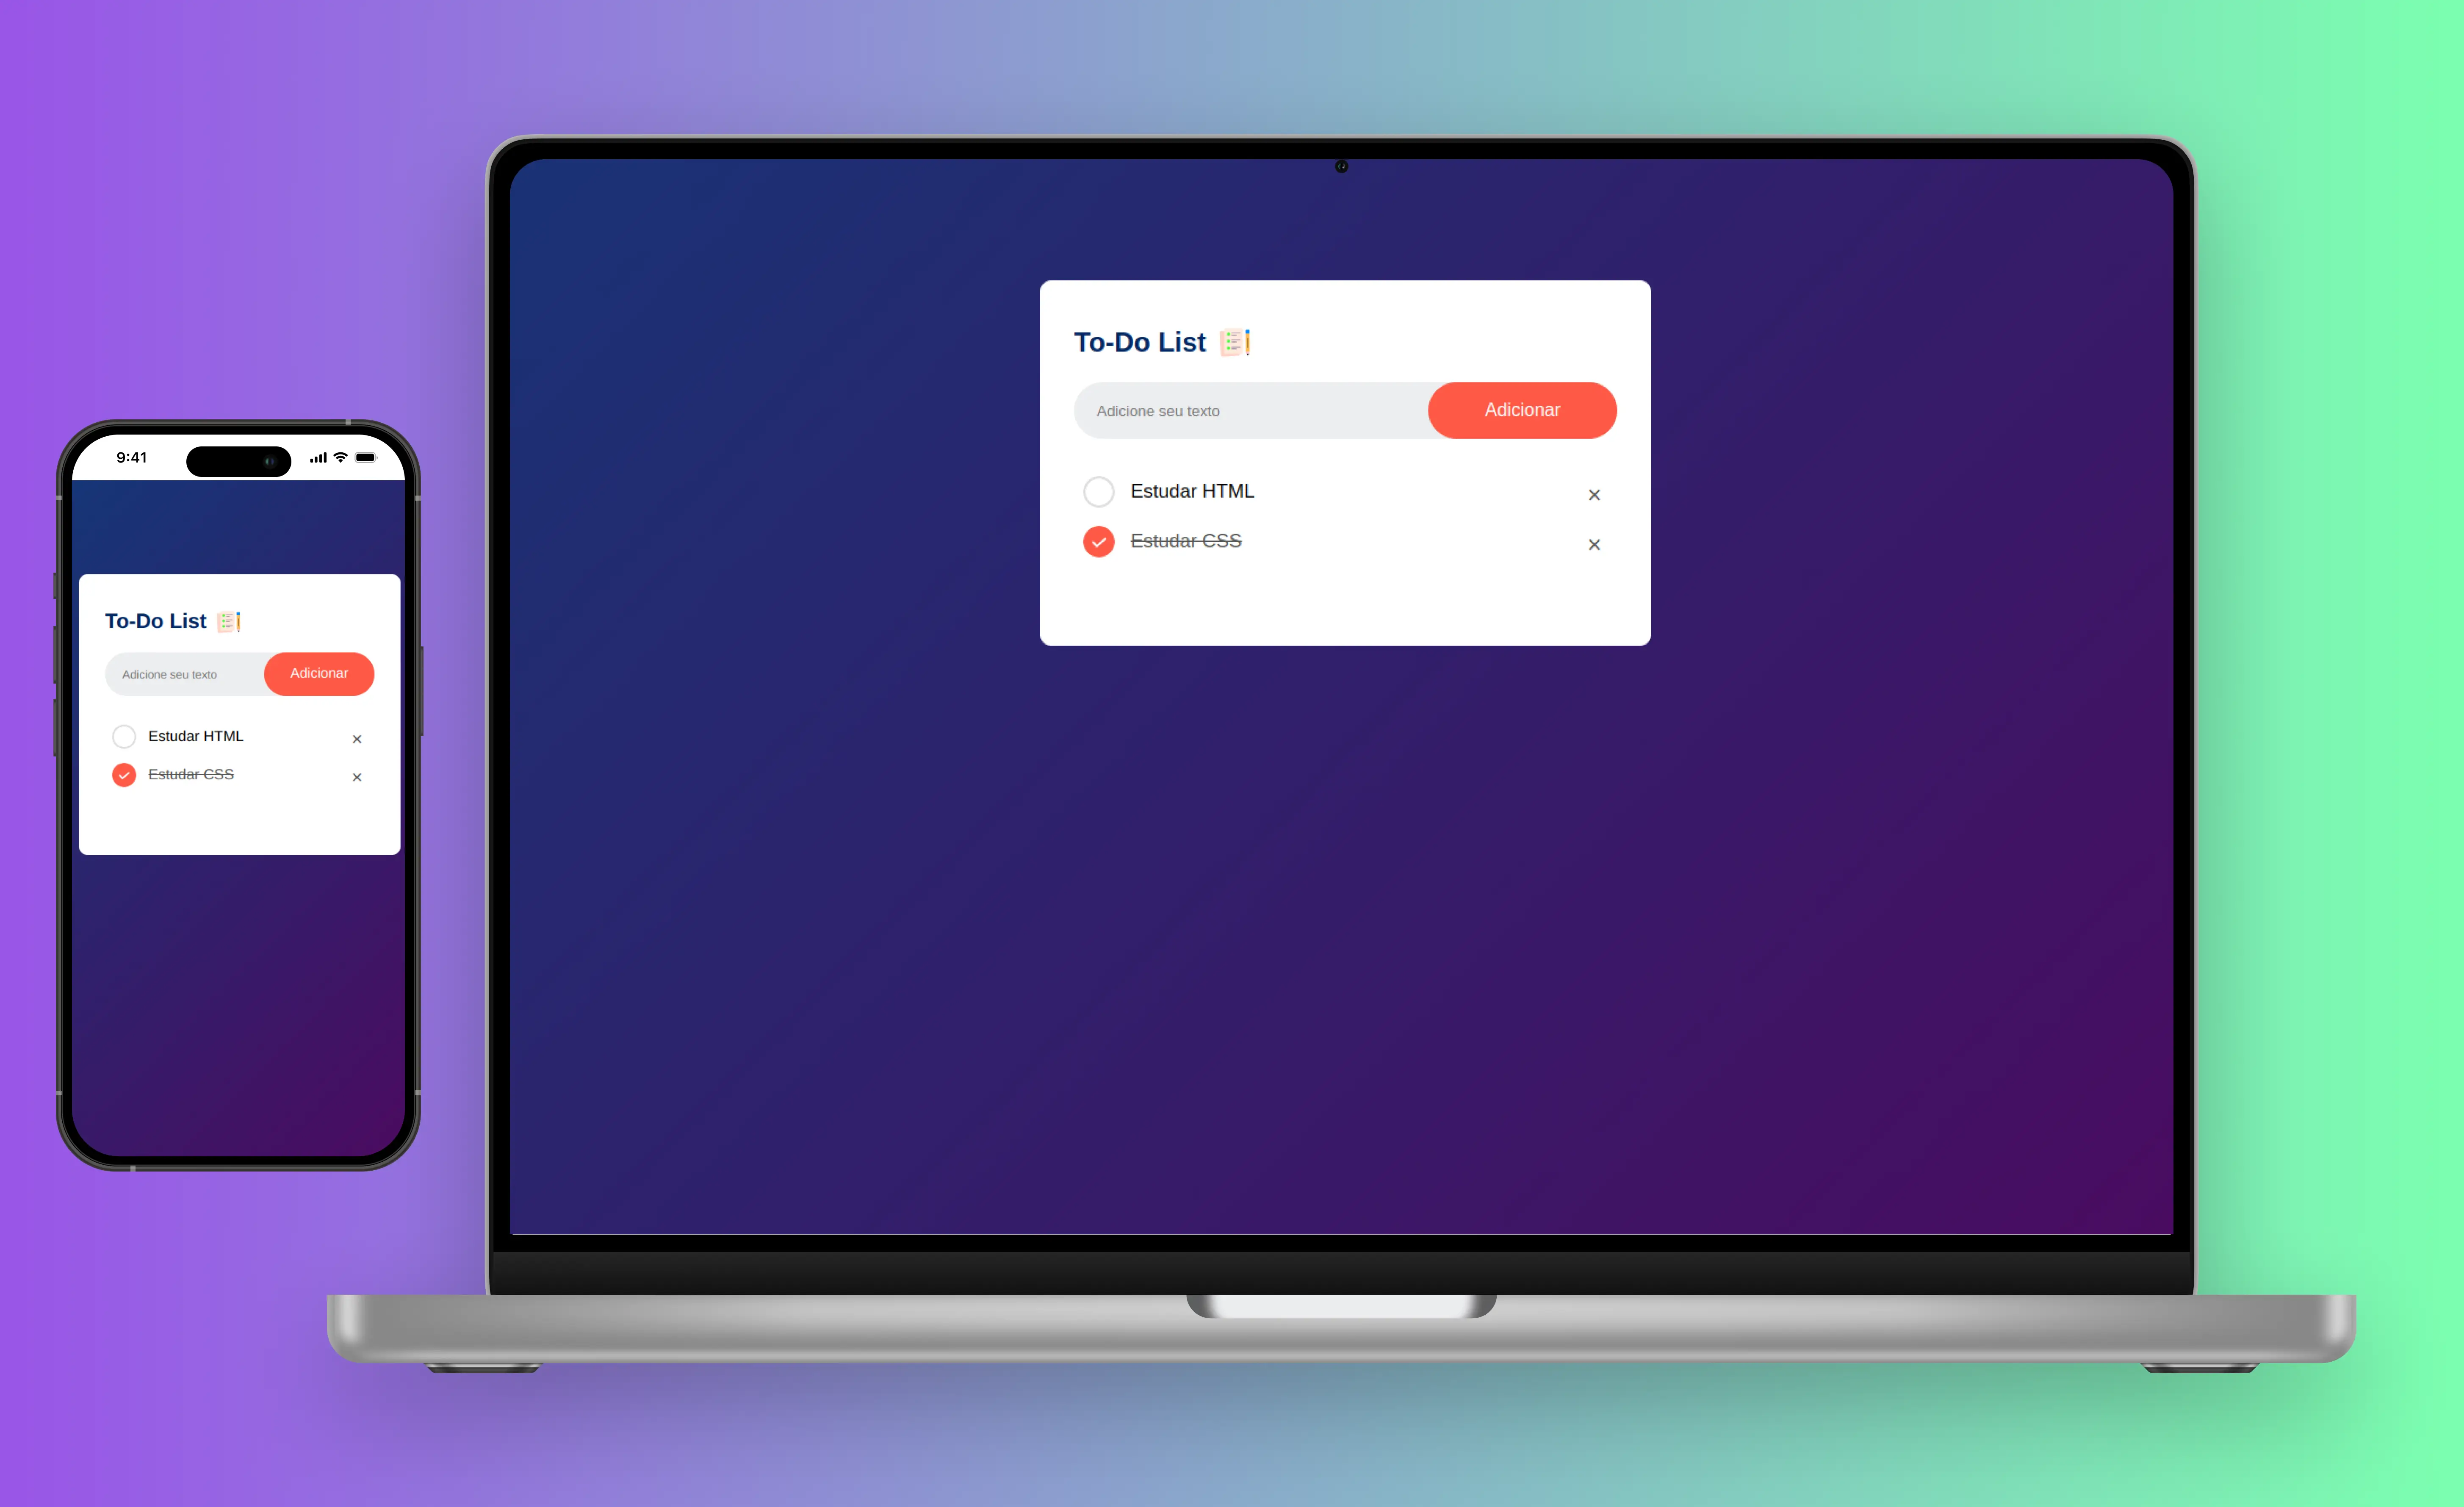 9:41
To-Do List
Adicione seu texto
Adicionar
Estudar HTML
Estudar CSS
To-Do List
Adicione seu texto
Adicionar
Estudar HTML
Estudar CSS